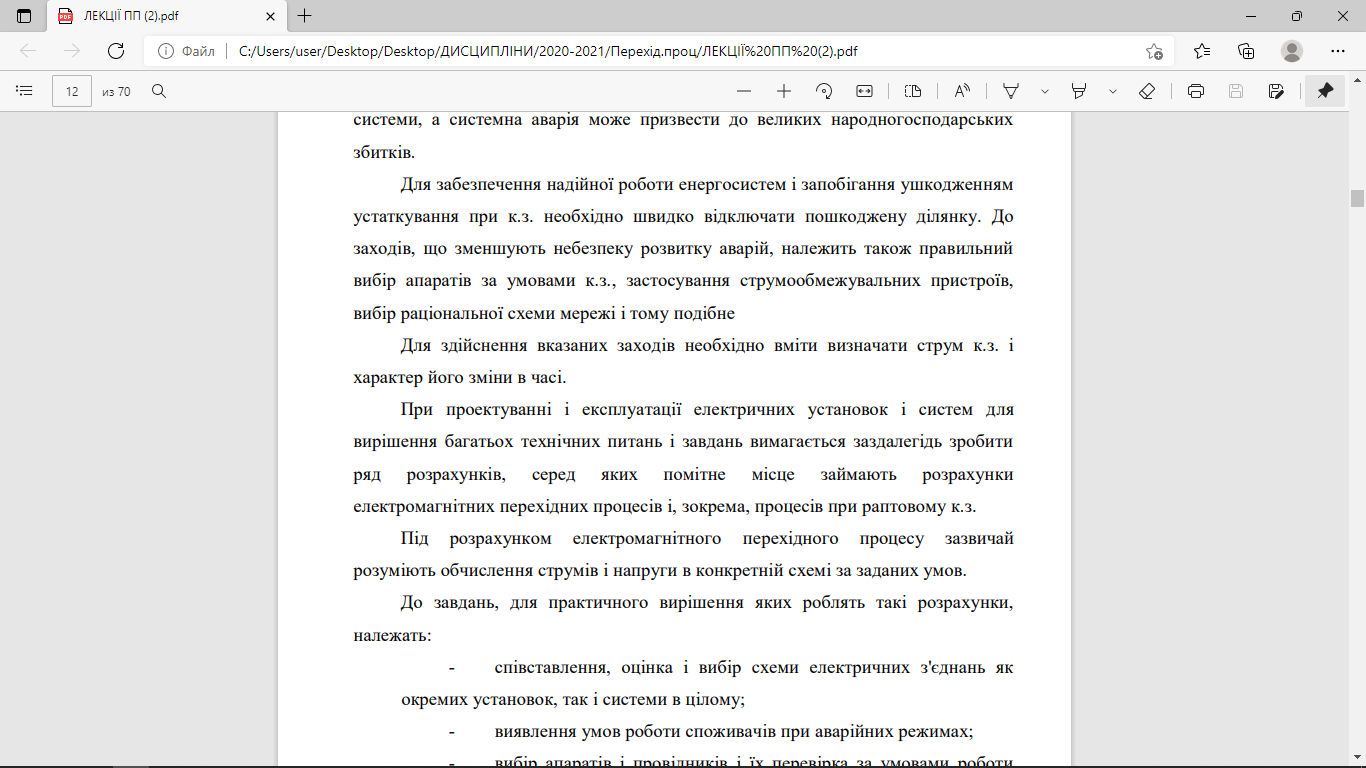 ЛЕКЦІЇ ПП (2).pdf
Файл C:/Users/user/Desktop/Desktop/ДИСЦИПЛІНИ/2020-2021/Перехід.проц/ЛЕКЦІЇ%20ПП%20(2).pdf
12 из 70
системи, а системна аварія може призвести до великих народногосподарських
збитків.
Для забезпечення надійної роботи енергосистем і запобігання ушкодженням
устаткування при к.з. необхідно швидко відключати пошкоджену ділянку. До
заходів, що зменшують небезпеку розвитку аварій, належить також правильний
вибір апаратів за умовами к.з., застосування струмообмежувальних пристроїв,
вибір раціональної схеми мережі і тому подібне
Для здійснення вказаних заходів необхідно вміти визначати струм к.з. і
характер його зміни в часі.
При проектуванні і експлуатації електричних установок і систем для
вирішення багатьох технічних питань і завдань вимагається заздалегідь зробити
ряд розрахунків, серед яких помітне місце займають розрахунки
електромагнітних перехідних процесів і, зокрема, процесів при раптовому к.з.
Під розрахунком електромагнітного перехідного процесу зазвичай
розуміють обчислення струмів і напруги в конкретній схемі за заданих умов.
До завдань, для практичного вирішення яких роблять такі розрахунки,
належать:
- співставлення, оцінка і вибір схеми електричних з'єднань як
окремих установок, так і системи в цілому;
- виявлення умов роботи споживачів при аварійних режимах;
- вибір апаратів і провідників і їх перевірка за умовами роботи